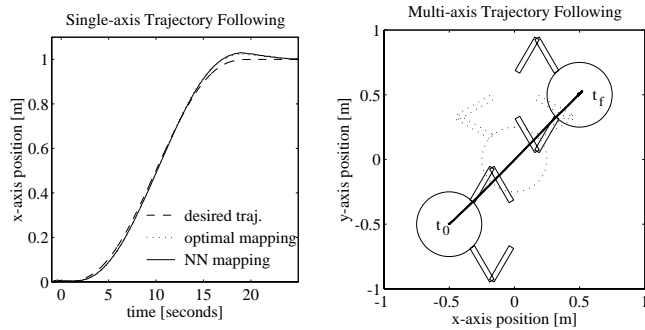 Single-axis Trajectory Following
1
0.8
0.6
0.4
0.2
0
x-axis position [m]
desired traj.
optimal mapping
NN mapping
0
5
10
15
20
time [seconds]
Multi-axis Trajectory Following
1
0.5
0
-0.5
-1
y-axis position [m]
t_f
t_0
-1
-0.5
0
0.5
1
x-axis position [m]